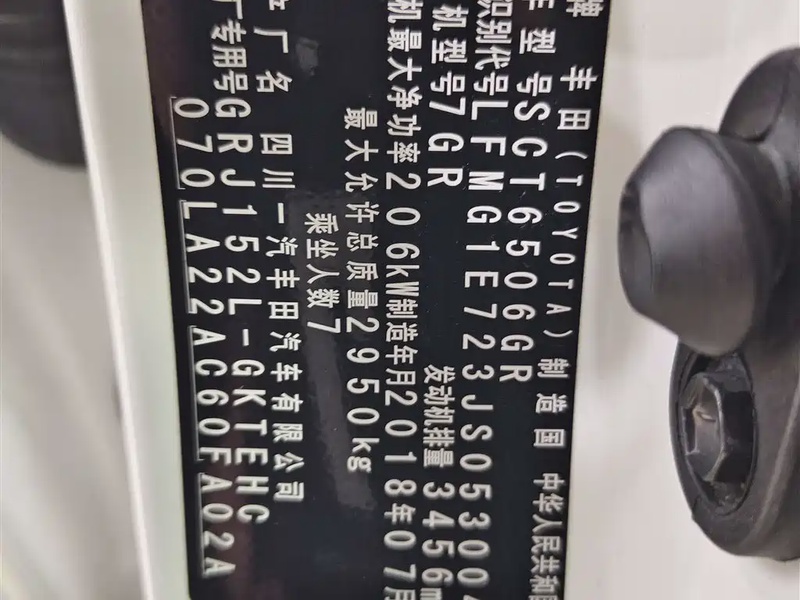 牌 丰田(TOYOTA) 制造国 中华人民共和国
型号SCT6506GR
识别代号LFMG1E723JS053004
机型号7GR 发动机排量 3456m
机最大净功率206kW制造年月2018年07月
最大允许总质量2950kg
乘坐人数7
厂名 四川一汽丰田汽车有限公司
厂专用号GRJ152L-GKTEHC
070LA22AC60FA02A